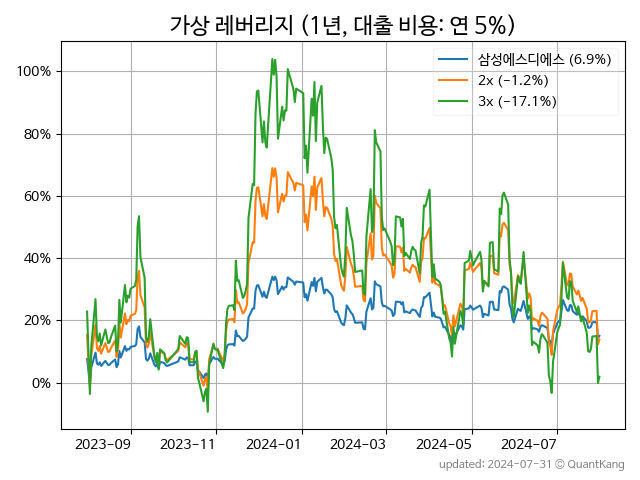 가상 레버리지 (1년, 대출 비용: 연 5%)
삼성에스디에스 (6.9%)
2x (−1.2%)
3x (−17.1%)
100%
80%
60%
40%
20%
0%
2023-09 2023-11 2024-01 2024-03 2024-05 2024-07
updated: 2024-07-31 © QuantKang